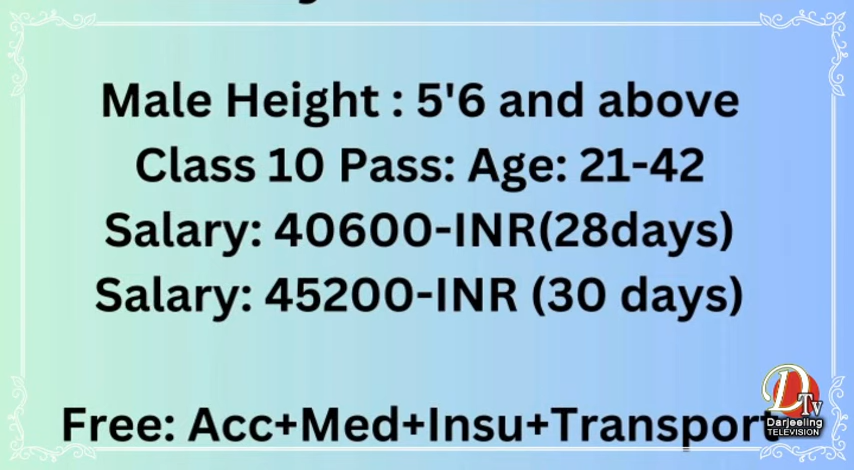 Male Height : 5'6 and above
Class 10 Pass: Age: 21-42
Salary: 40600-INR(28days)
Salary: 45200-INR (30 days)
Free: Acc+Med+Insu+Transport
DTv
Darjeeling
TELEVISION